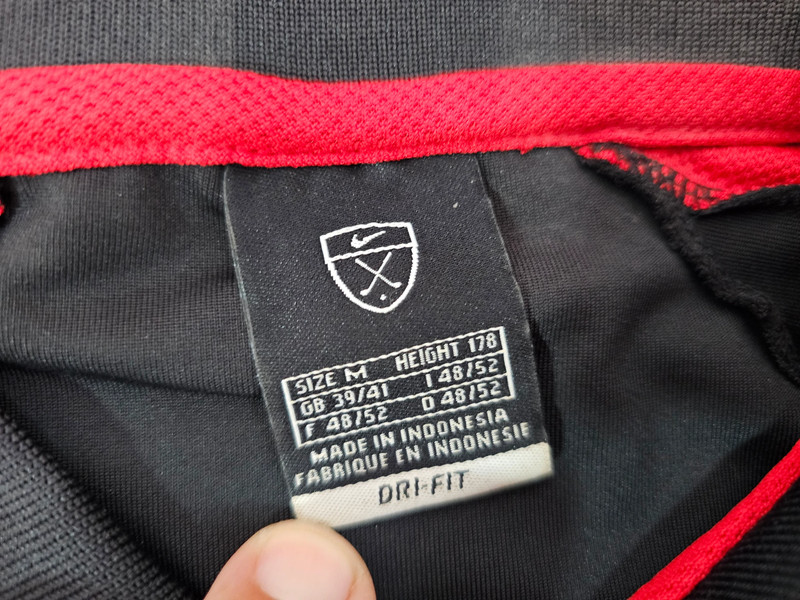 SIZE M HEIGHT 178
GB 39/41 I 48/52
F 48/52 D 48/52
MADE IN INDONESIA
FABRIQUE EN INDONESIE
DRI-FIT